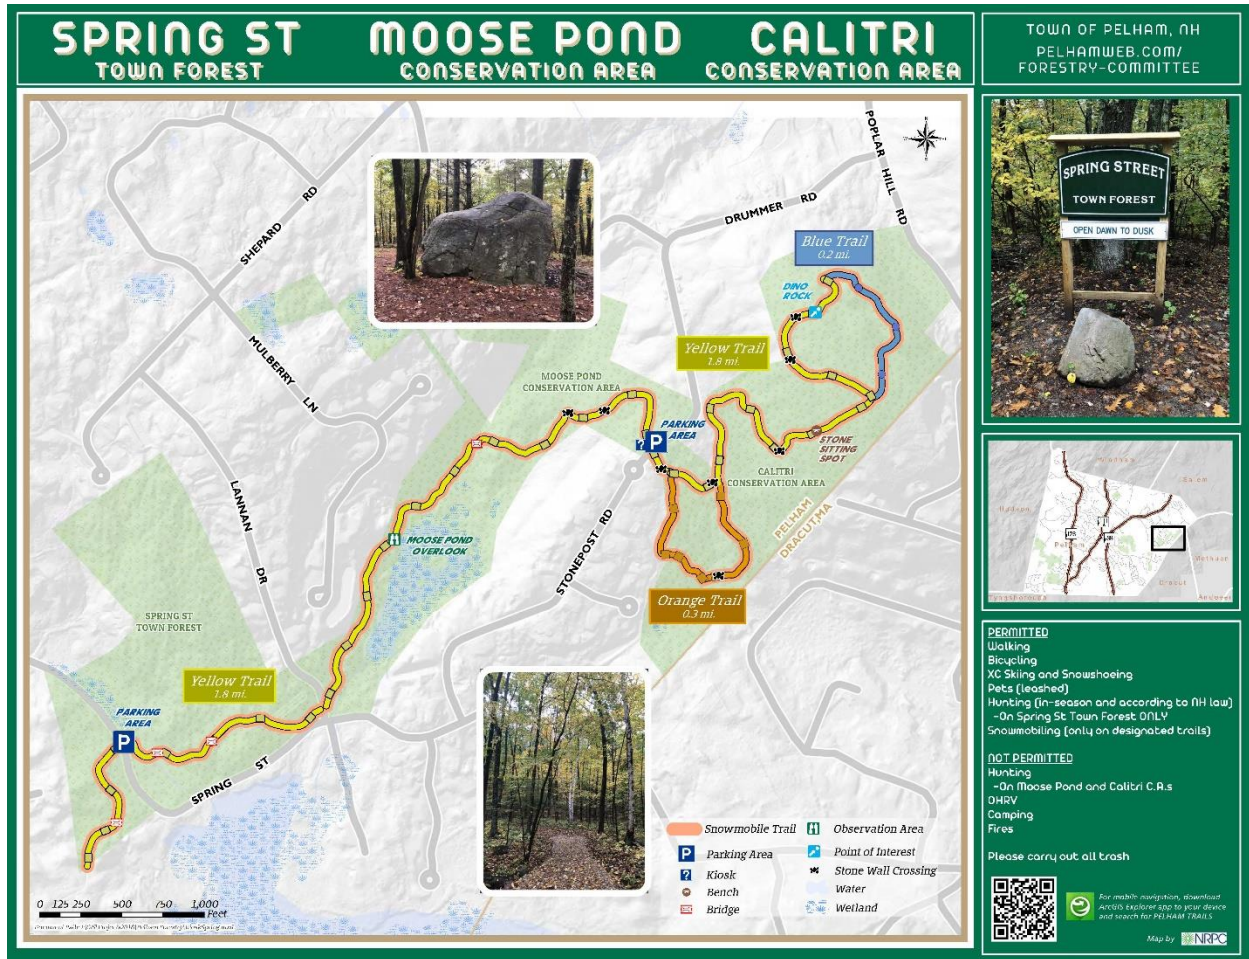 SPRING ST
TOWN FOREST
MOOSE POND
CONSERVATION AREA
CALITRI
CONSERVATION AREA
TOWN OF PELHAM, NH
PELHAMWEB.COM/
FORESTRY-COMMITTEE
SHEPARD RD
MULBERRY LN
LANNAN DR
DRUMMER RD
POPLAR HILL RD
Blue Trail
0.2 mi.
DINO
ROCK
Yellow Trail
1.8 mi.
MOOSE POND
CONSERVATION AREA
PARKING
AREA
P
?
STONE
SITTING
SPOT
CALITRI
CONSERVATION AREA
PELHAM
DRACUT,MA
MOOSE POND
OVERLOOK
STONEPOST RD
Orange Trail
0.3 mi.
SPRING ST
TOWN FOREST
Yellow Trail
1.8 mi.
PARKING
AREA
P
SPRING ST
Snowmobile Trail
P Parking Area
? Kiosk
Bench
Bridge
Observation Area
Point of Interest
Stone Wall Crossing
Water
Wetland
0 125 250 500 750 1,000
Feet
SPRING STREET
TOWN FOREST
OPEN DAWN TO DUSK
Windham
Salem
Hudson
Pelham
Methuen
Dracut
Tyngsborough
PERMITTED
Walking
Bicycling
XC Skiing and Snowshoeing
Pets (leashed)
Hunting (in-season and according to NH law)
-On Spring St Town Forest ONLY
Snowmobiling (only on designated trails)
NOT PERMITTED
Hunting
-On Moose Pond and Calitri C.A.s
OHRV
Camping
Fires
Please carry out all trash
For mobile navigation, download
ArcGIS Explorer app to your device
and search for PELHAM TRAILS
Map by NRPC